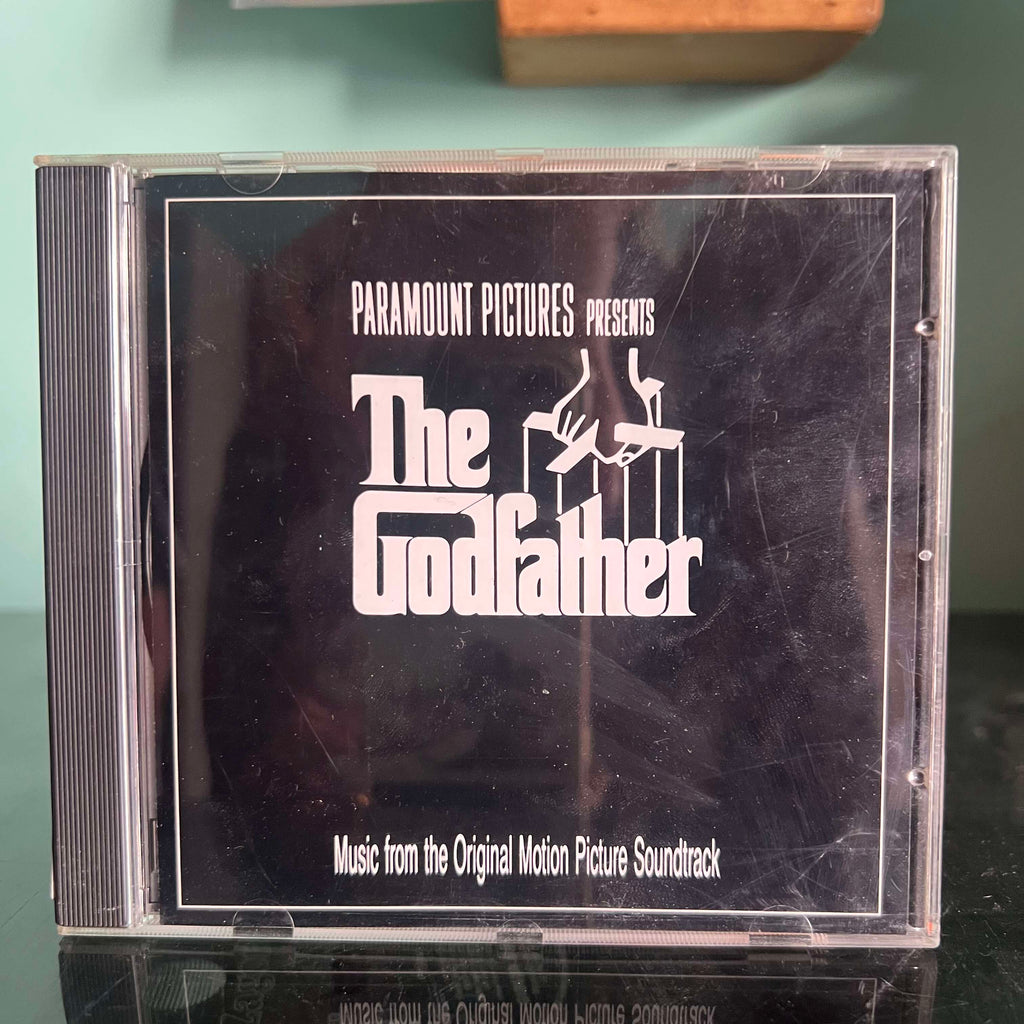 PARAMOUNT PICTURES PRESENTS
The
Godfather
Music from the Original Motion Picture Soundtrack